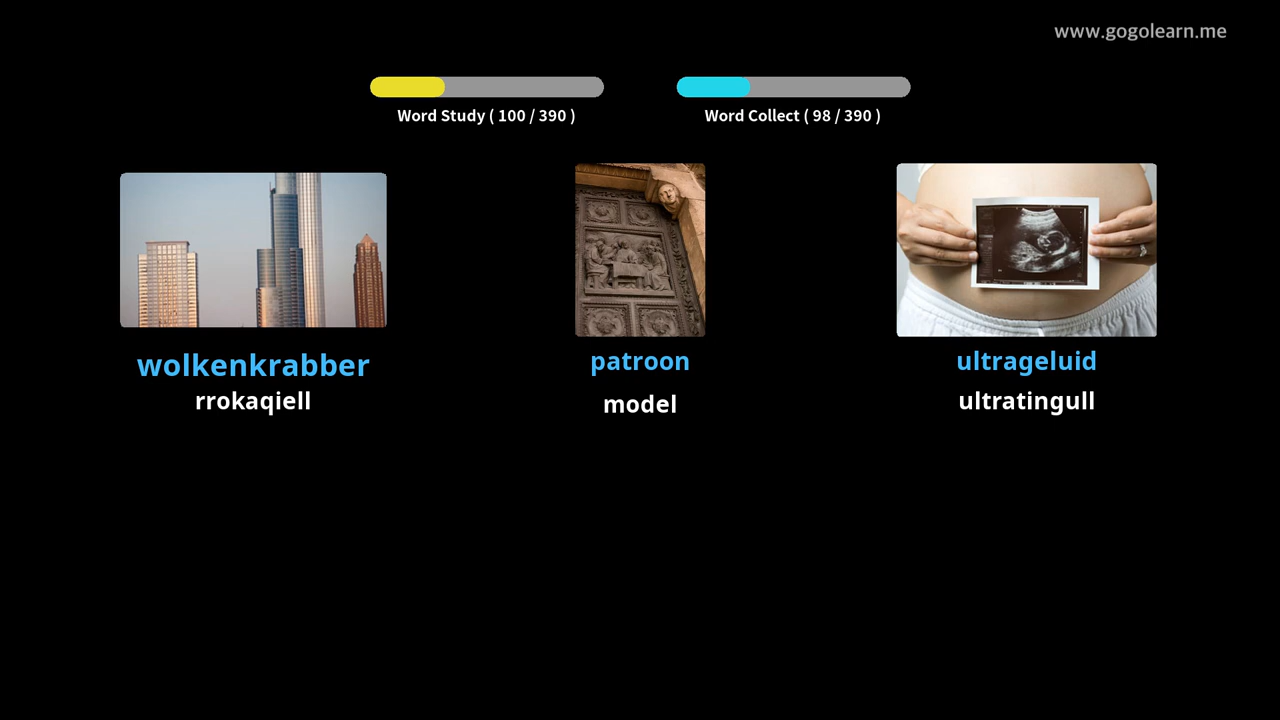 www.gogolearn.me
Word Study ( 100 / 390 )
Word Collect ( 98 / 390 )
wolkenkrabber
rrokaqiell
patroon
model
ultrageluid
ultratingull